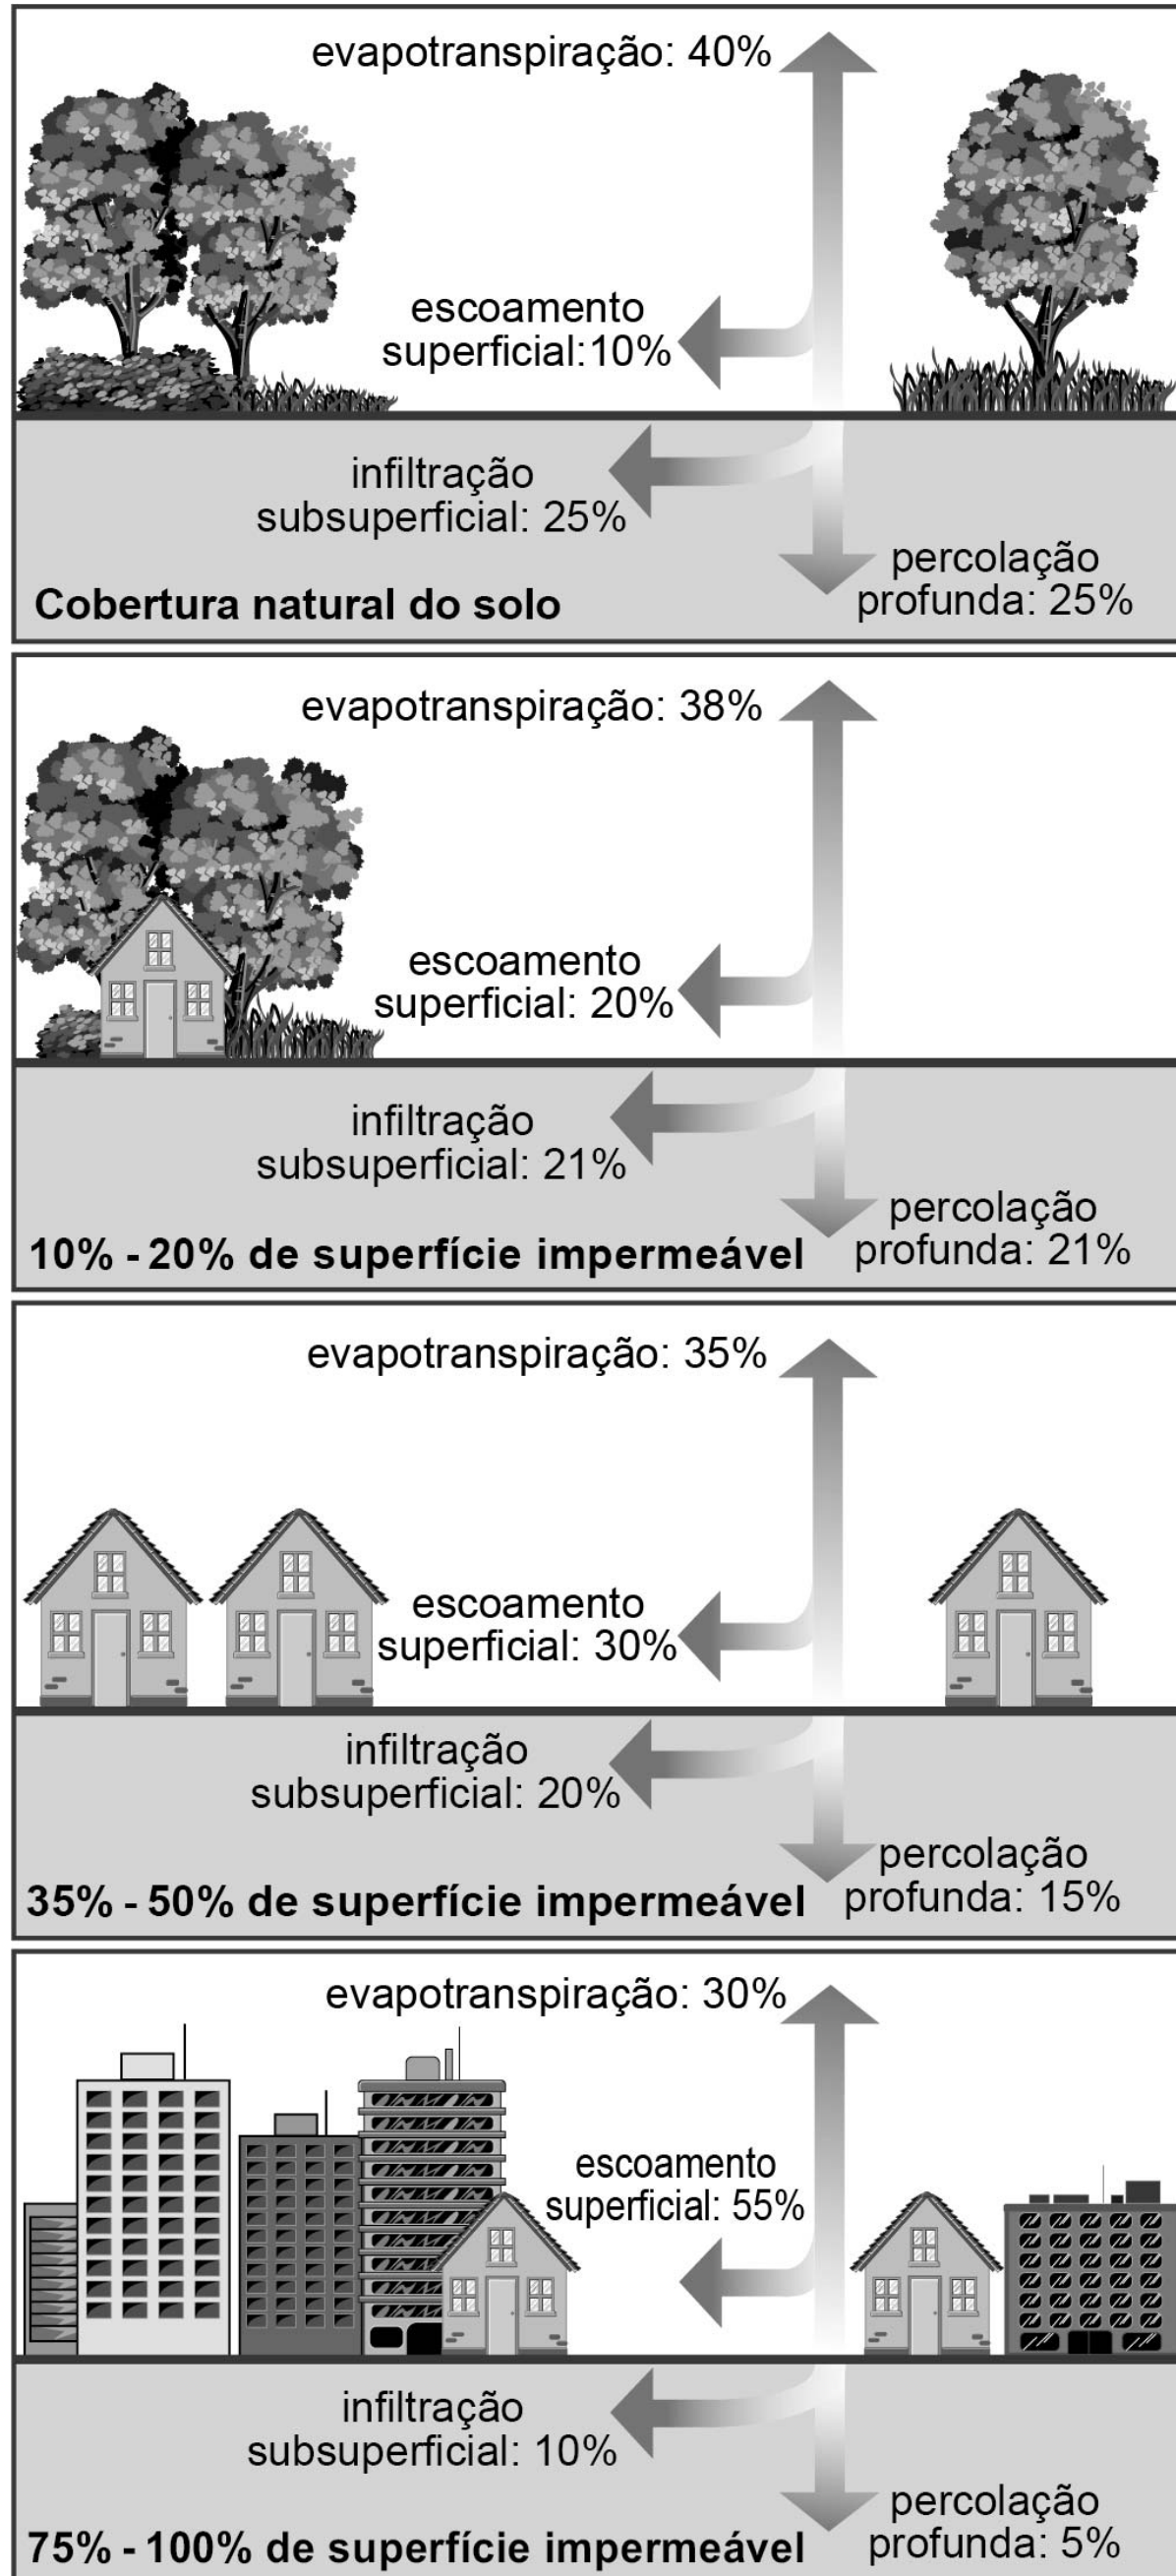 evapotranspiração: 40%
escoamento
superficial:10%
infiltração
subsuperficial: 25%
percolação
profunda: 25%
Cobertura natural do solo
evapotranspiração: 38%
escoamento
superficial: 20%
infiltração
subsuperficial: 21%
percolação
profunda: 21%
10% - 20% de superfície impermeável
evapotranspiração: 35%
escoamento
superficial: 30%
infiltração
subsuperficial: 20%
percolação
profunda: 15%
35% - 50% de superfície impermeável
evapotranspiração: 30%
escoamento
superficial: 55%
infiltração
subsuperficial: 10%
percolação
profunda: 5%
75% - 100% de superfície impermeável